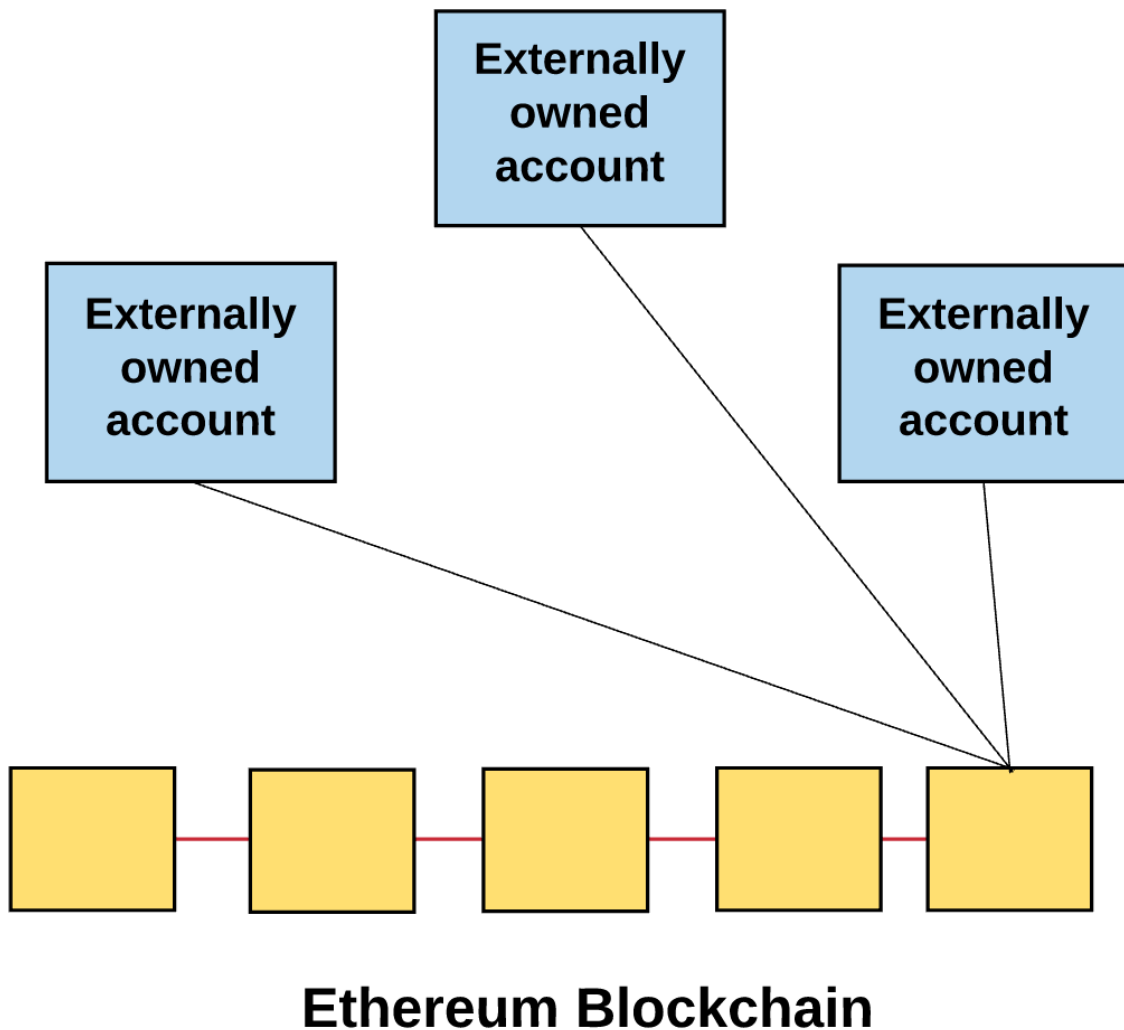 Externally
owned
account
Externally
owned
account
Externally
owned
account
Ethereum Blockchain